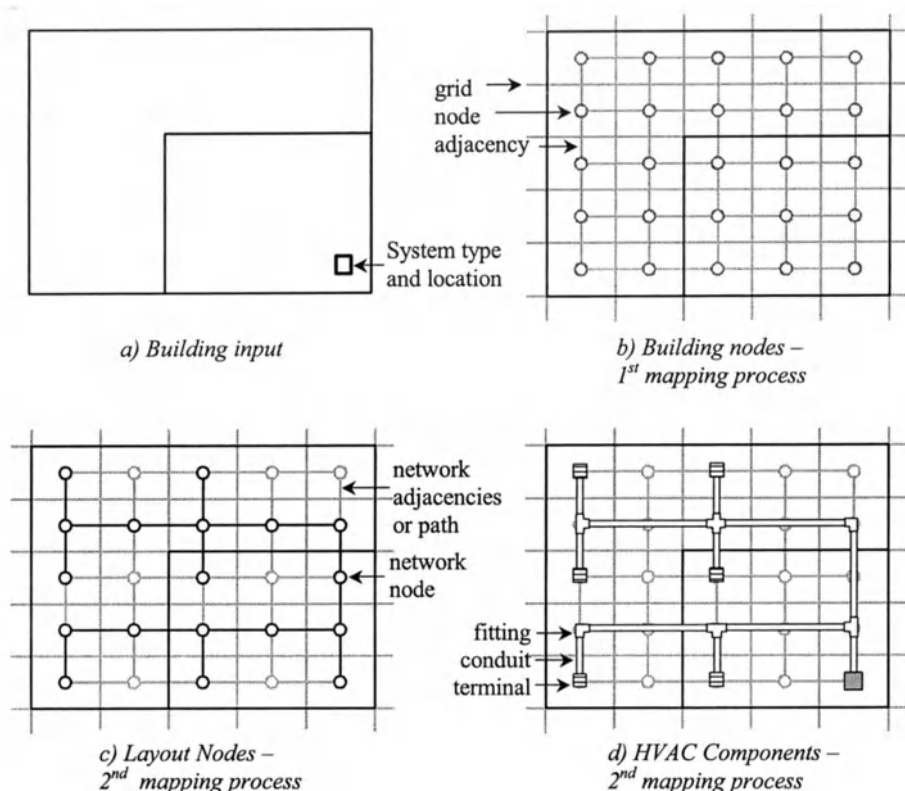 System type
and location
a) Building input
grid
node
adjacency
b) Building nodes –
1st mapping process
network
adjacencies
or path
network
node
c) Layout Nodes –
2nd mapping process
fitting
conduit
terminal
d) HVAC Components –
2nd mapping process